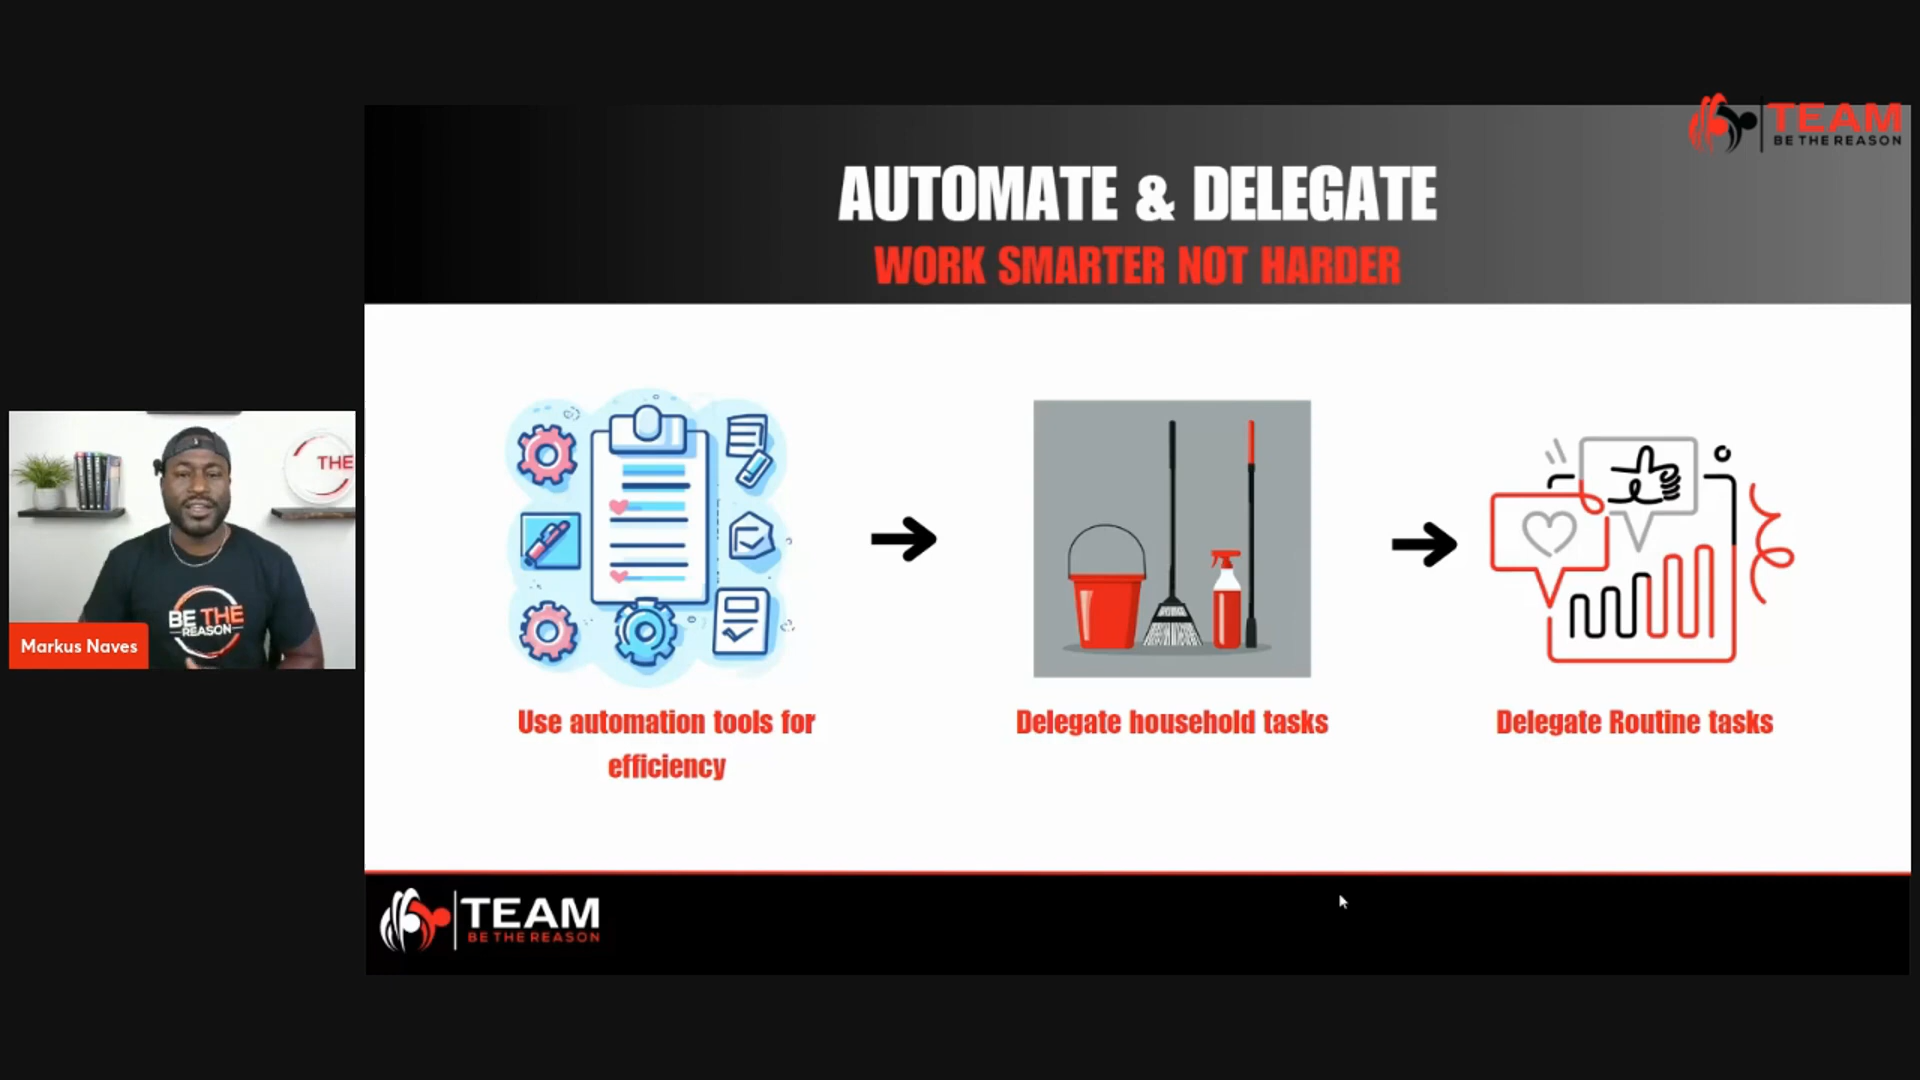 TEAM
BE THE REASON
AUTOMATE & DELEGATE
WORK SMARTER NOT HARDER
THE
BE THE
REASON
Markus Naves
Use automation tools for
efficiency
Delegate household tasks
Delegate Routine tasks
TEAM
BE THE REASON